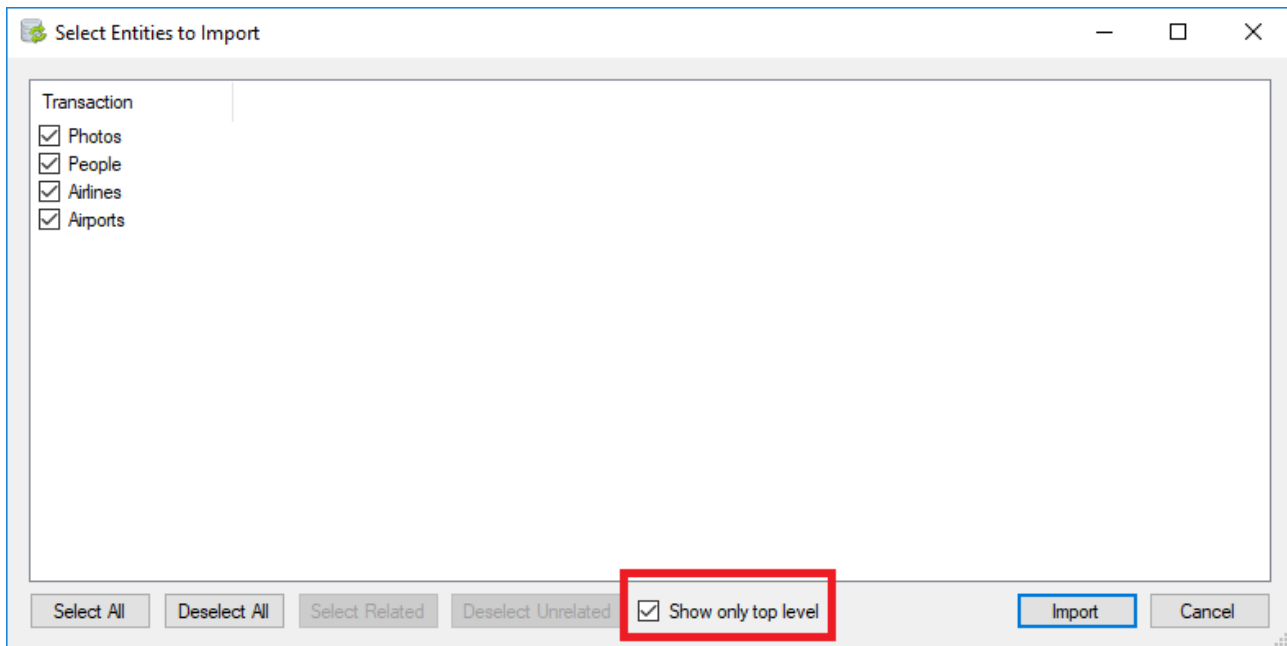 Select Entities to Import
Transaction
Photos
People
Airlines
Airports
Select All Deselect All Select Related Deselect Unrelated Show only top level Import Cancel